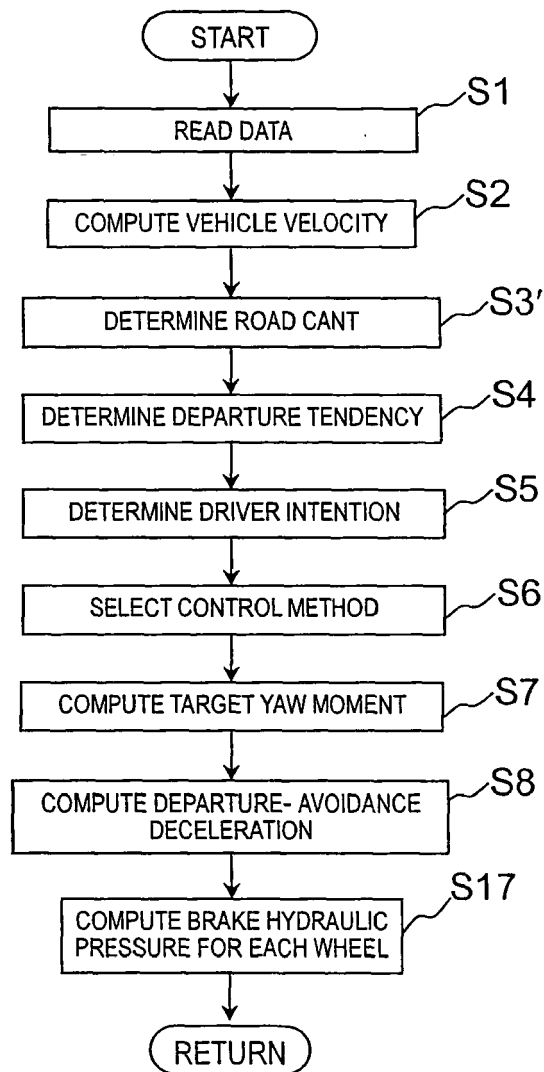 START
S1
READ DATA
S2
COMPUTE VEHICLE VELOCITY
S3'
DETERMINE ROAD CANT
S4
DETERMINE DEPARTURE TENDENCY
S5
DETERMINE DRIVER INTENTION
S6
SELECT CONTROL METHOD
S7
COMPUTE TARGET YAW MOMENT
S8
COMPUTE DEPARTURE- AVOIDANCE
DECELERATION
S17
COMPUTE BRAKE HYDRAULIC
PRESSURE FOR EACH WHEEL
RETURN